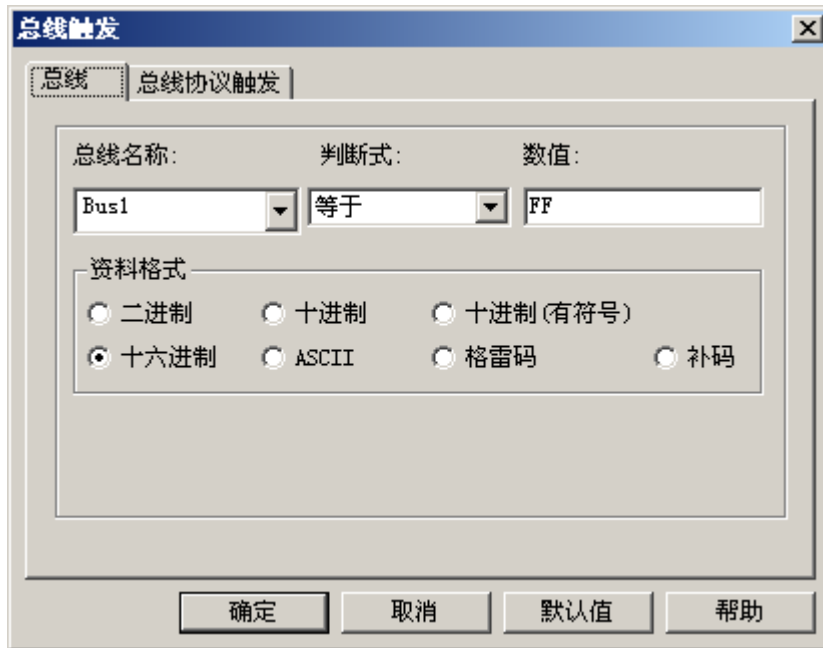 总线触发
总线 总线协议触发
总线名称: 判断式: 数值:
Bus1 等于 FF
资料格式
二进制 十进制 十进制(有符号)
十六进制 ASCII 格雷码 补码
确定 取消 默认值 帮助